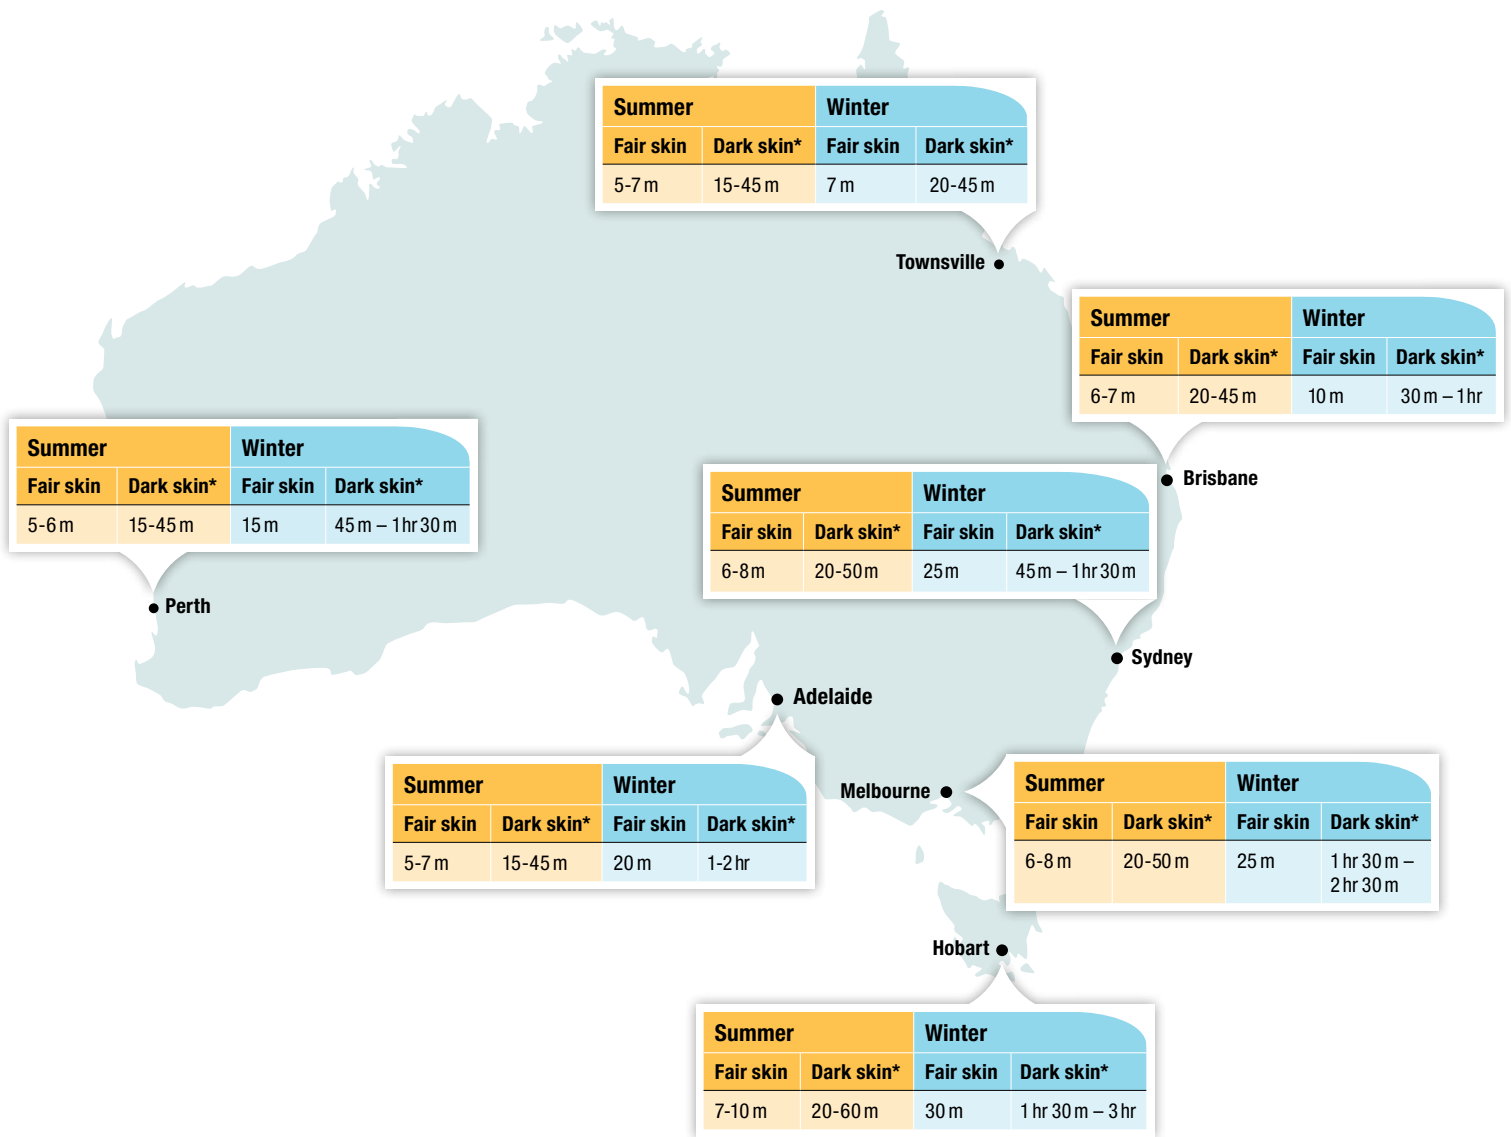 Summer Winter
Fair skin Dark skin* Fair skin Dark skin*
5-7 m 15-45 m 7 m 20-45 m
Townsville
Summer Winter
Fair skin Dark skin* Fair skin Dark skin*
6-7 m 20-45 m 10 m 30 m – 1 hr
Brisbane
Summer Winter
Fair skin Dark skin* Fair skin Dark skin*
5-6 m 15-45 m 15 m 45 m – 1 hr 30 m
Perth
Summer Winter
Fair skin Dark skin* Fair skin Dark skin*
6-8 m 20-50 m 25 m 45 m – 1 hr 30 m
Sydney
Adelaide
Summer Winter
Fair skin Dark skin* Fair skin Dark skin*
5-7 m 15-45 m 20 m 1-2 hr
Melbourne
Summer Winter
Fair skin Dark skin* Fair skin Dark skin*
6-8 m 20-50 m 25 m 1 hr 30 m –
2 hr 30 m
Hobart
Summer Winter
Fair skin Dark skin* Fair skin Dark skin*
7-10 m 20-60 m 30 m 1 hr 30 m – 3 hr